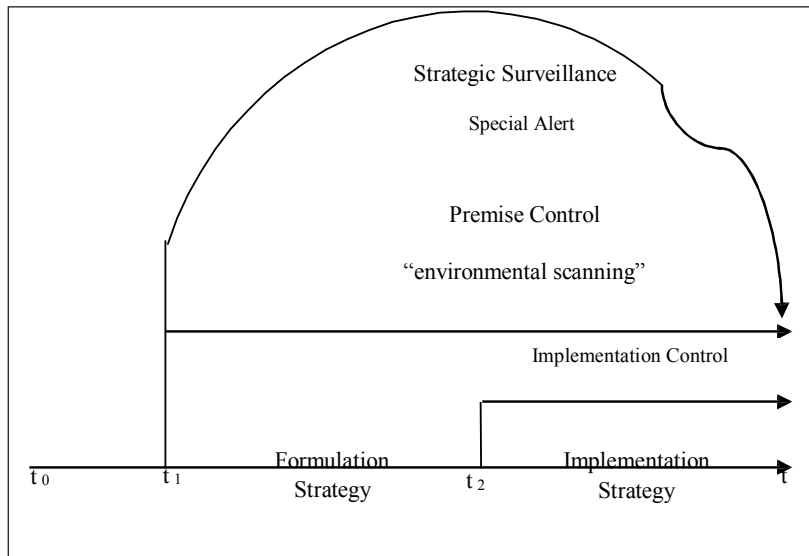 Strategic Surveillance
Special Alert
Premise Control
“environmental scanning”
Implementation Control
Formulation
Strategy
Implementation
Strategy
t 0
t 1
t 2
t